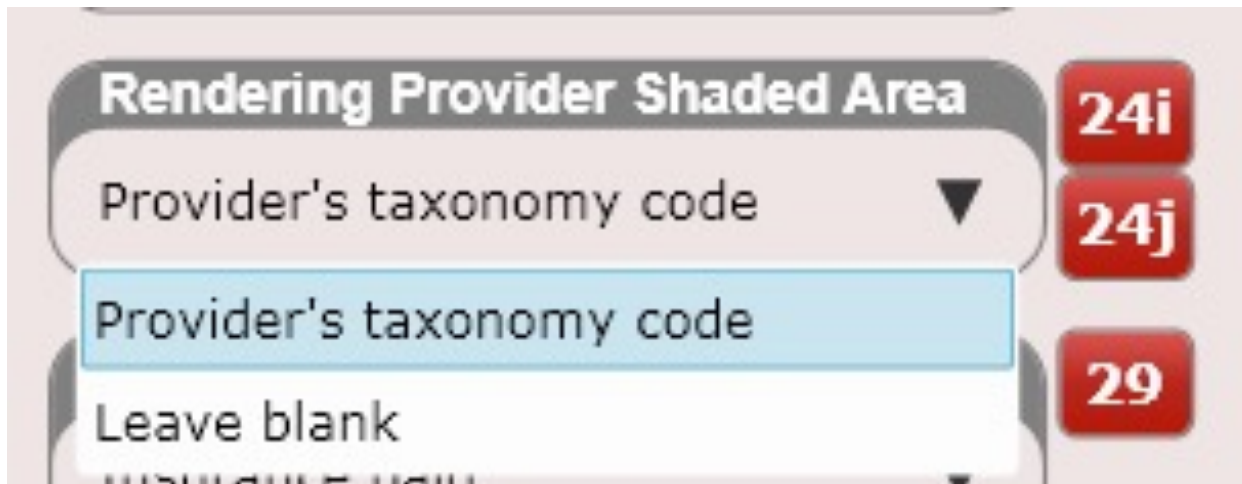 Rendering Provider Shaded Area
24i
Provider's taxonomy code
24j
Provider's taxonomy code
29
Leave blank